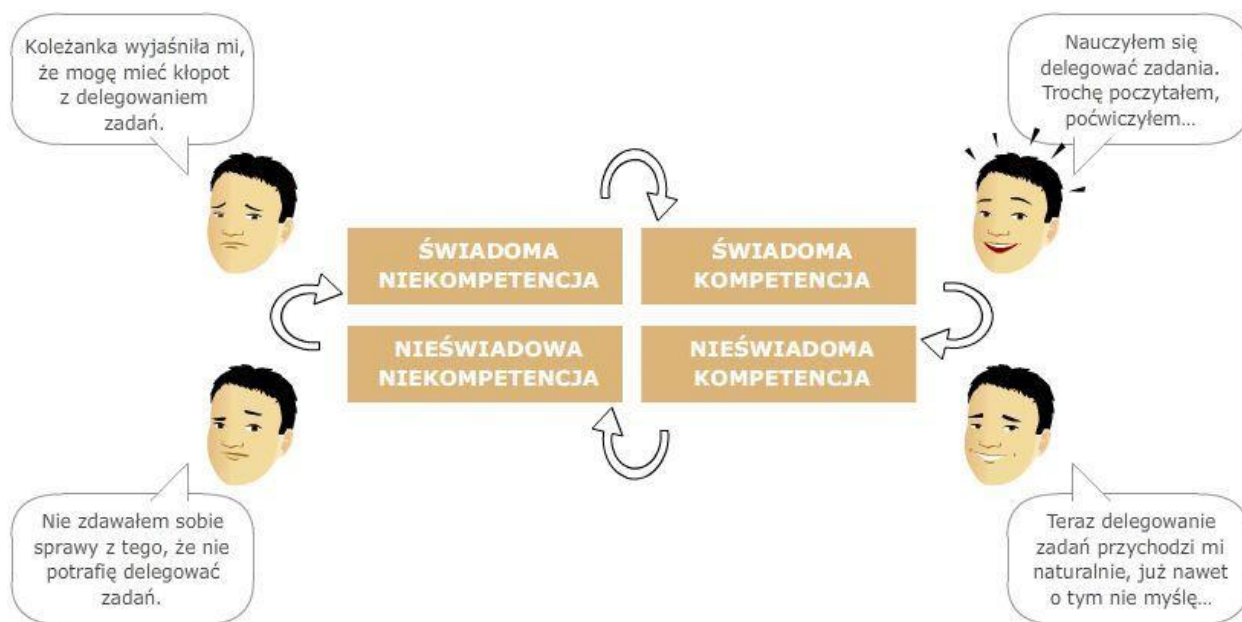 Koleżanka wyjaśniła mi,
że mogę mieć kłopot
z delegowaniem
zadań.
Nauczyłem się
delegować zadania.
Trochę poczytałem,
poćwiczyłem...
ŚWIADOMA
NIEKOMPETENCJA
ŚWIADOMA
KOMPETENCJA
NIEŚWIADOWA
NIEKOMPETENCJA
NIEŚWIADOMA
KOMPETENCJA
Nie zdawałem sobie
sprawy z tego, że nie
potrafię delegować
zadań.
Teraz delegowanie
zadań przychodzi mi
naturalnie, już nawet
o tym nie myślę...